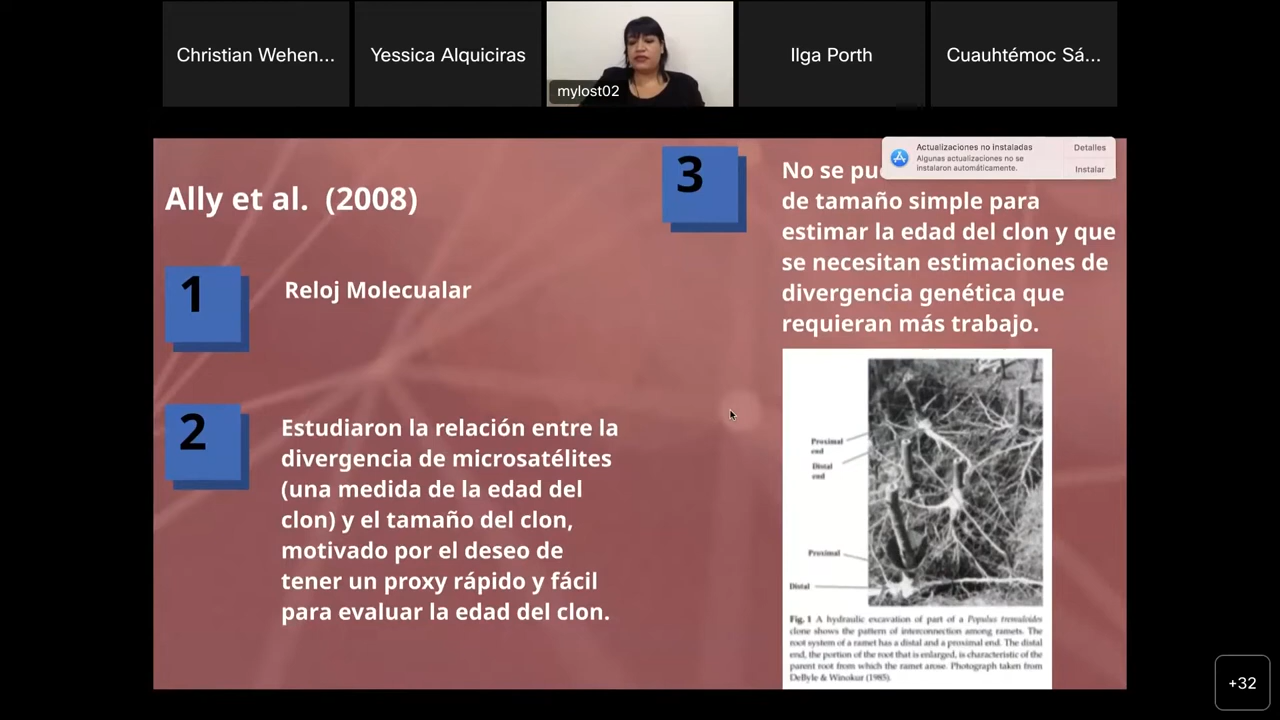 Christian Wehen...
Yessica Alquiciras
mylost02
Ilga Porth
Cuauhtémoc Sá...
Ally et al. (2008)
1
Reloj Molecualar
2
Estudiaron la relación entre la
divergencia de microsatélites
(una medida de la edad del
clon) y el tamaño del clon,
motivado por el deseo de
tener un proxy rápido y fácil
para evaluar la edad del clon.
3
No se
de tamaño simple para
estimar la edad del clon y que
se necesitan estimaciones de
divergencia genética que
requieran más trabajo.
Actualizaciones no instaladas
Algunas actualizaciones no se
instalaron automáticamente.
Detalles
Instalar
Proximal
end
Distal
end
Proximal
Distal
Fig. 1 A hydraulic excavation of part of a Populus tremuloides
clone shows the pattern of interconnection among ramets. The
root system of a ramet has a distal and a proximal end. The distal
end, the portion of the root that is enlarged, is characteristic of the
parent root from which the ramet arose. Photograph taken from
DeByle & Winokur (1985).
+32